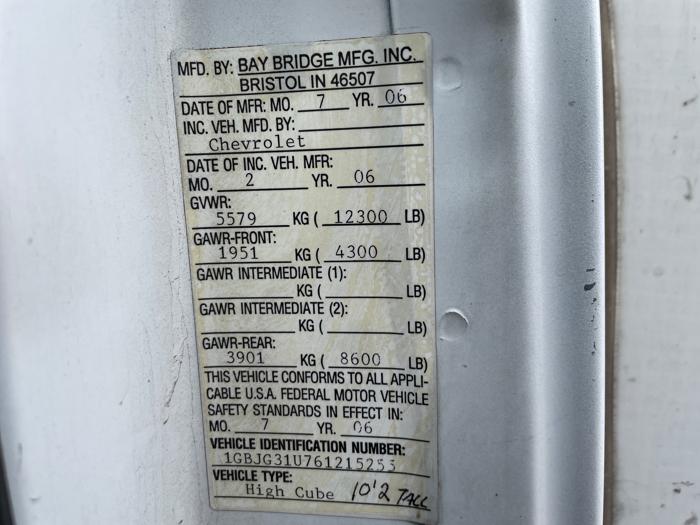 MFD. BY: BAY BRIDGE MFG. INC.
BRISTOL IN 46507
DATE OF MFR: MO. 7 YR. 06
INC. VEH. MFD. BY:
Chevrolet
DATE OF INC. VEH. MFR:
MO. 2 YR. 06
GVWR:
5579 KG ( 12300 LB)
GAWR-FRONT:
1951 KG ( 4300 LB)
GAWR INTERMEDIATE (1):
KG ( LB)
GAWR INTERMEDIATE (2):
KG ( LB)
GAWR-REAR:
3901 KG ( 8600 LB)
THIS VEHICLE CONFORMS TO ALL APPLI-
CABLE U.S.A. FEDERAL MOTOR VEHICLE
SAFETY STANDARDS IN EFFECT IN:
MO. 7 YR. 06
VEHICLE IDENTIFICATION NUMBER:
1GBJG31U761215253
VEHICLE TYPE:
High Cube 10'2 TALL